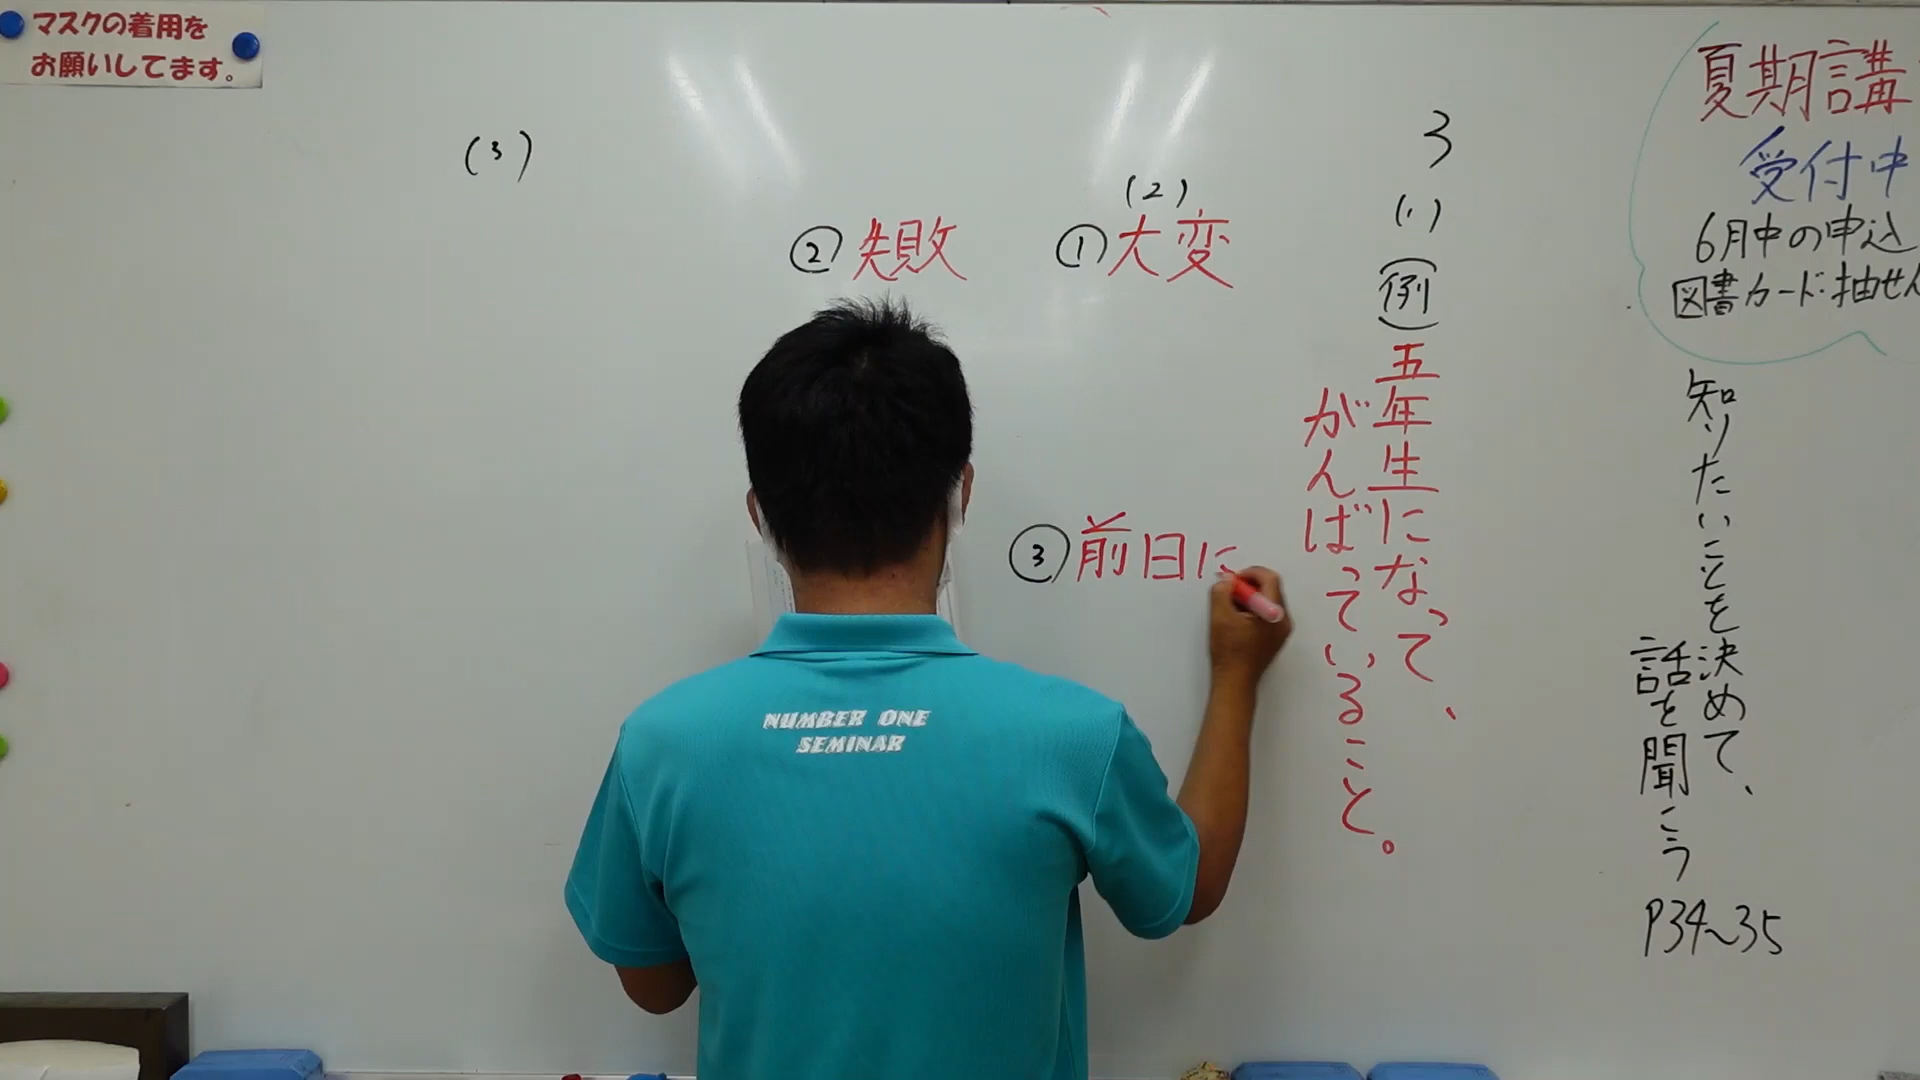 マスクの着用を
お願いしてます。
夏期講
受付中
6月中の申込
図書カード抽せん
知りたいことを決めて、
話を聞こう
P34~35
3
(1)
(例)五年生になって、
がんばっていること。
(2)
①大変
②失敗
③前日に
(3)
NUMBER ONE
SEMINAR